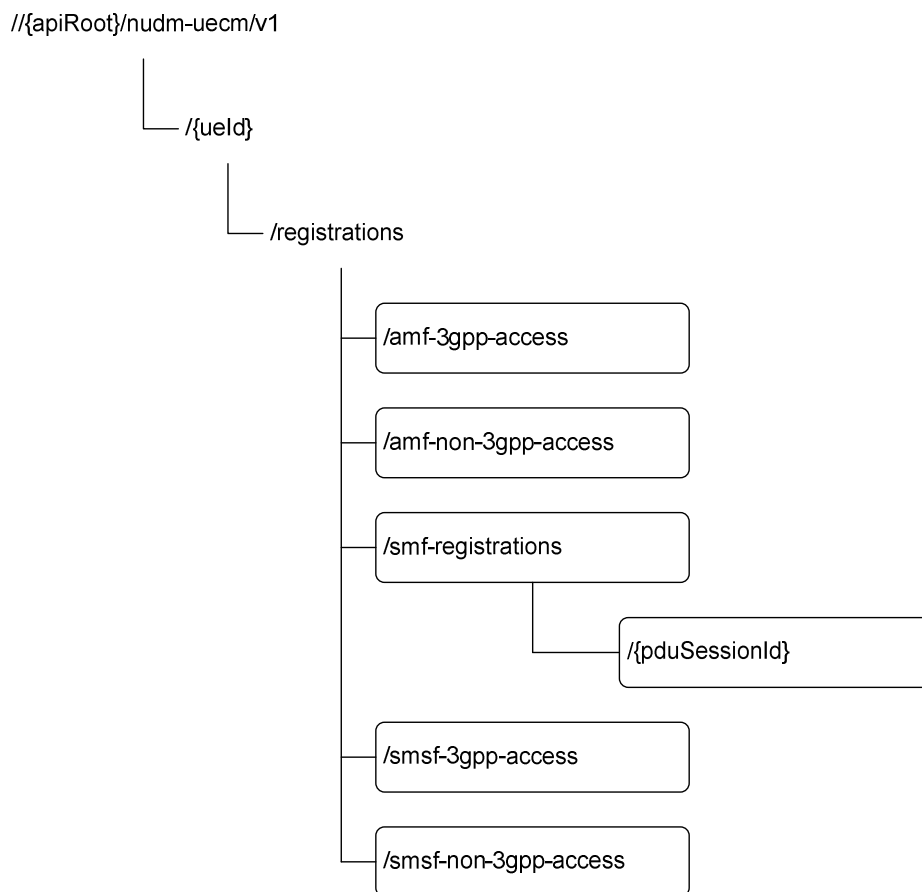 //{apiRoot}/nudm-uecm/v1
/{ueId}
/registrations
/amf-3gpp-access
/amf-non-3gpp-access
/smf-registrations
/{pduSessionId}
/smsf-3gpp-access
/smsf-non-3gpp-access